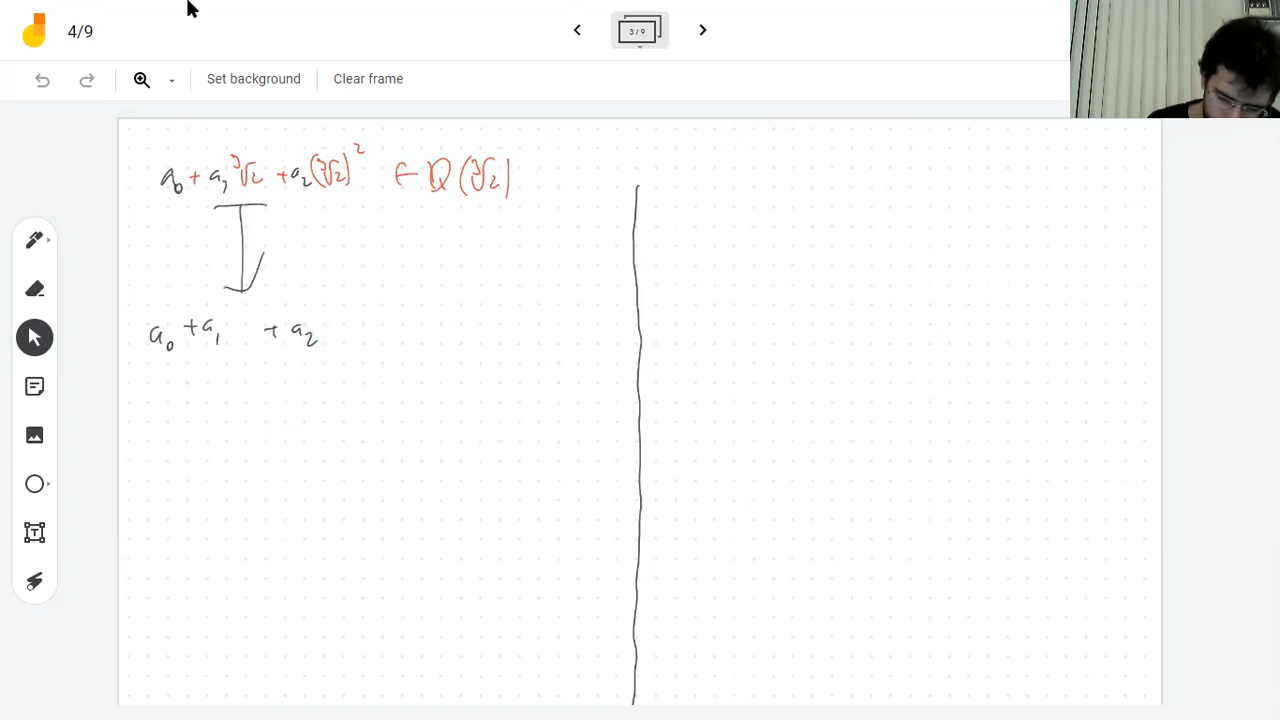 4/9
3/9
Set background
Clear frame
a₀ + a₁ ∛2 + a₂(∛2)² ∈ ℚ(∛2)
a₀ + a₁ + a₂